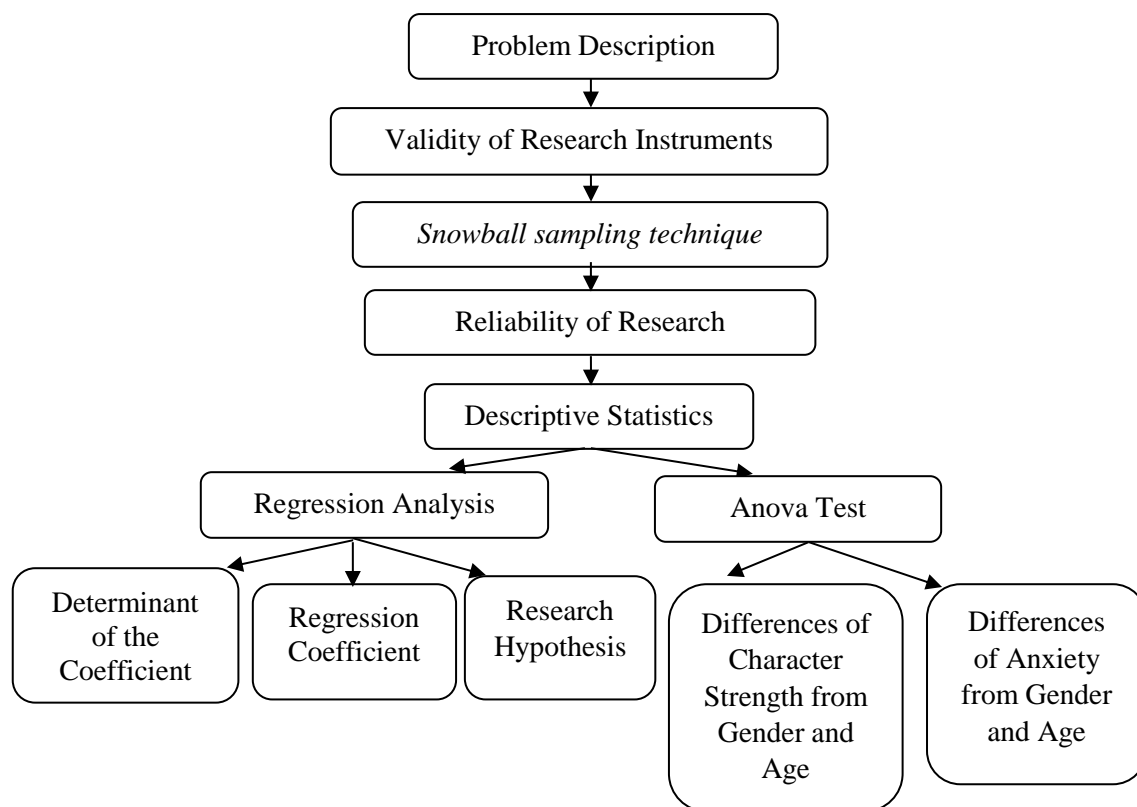 Problem Description
Validity of Research Instruments
Snowball sampling technique
Reliability of Research
Descriptive Statistics
Regression Analysis
Anova Test
Determinant
of the
Coefficient
Regression
Coefficient
Research
Hypothesis
Differences of
Character
Strength from
Gender and
Age
Differences
of Anxiety
from Gender
and Age